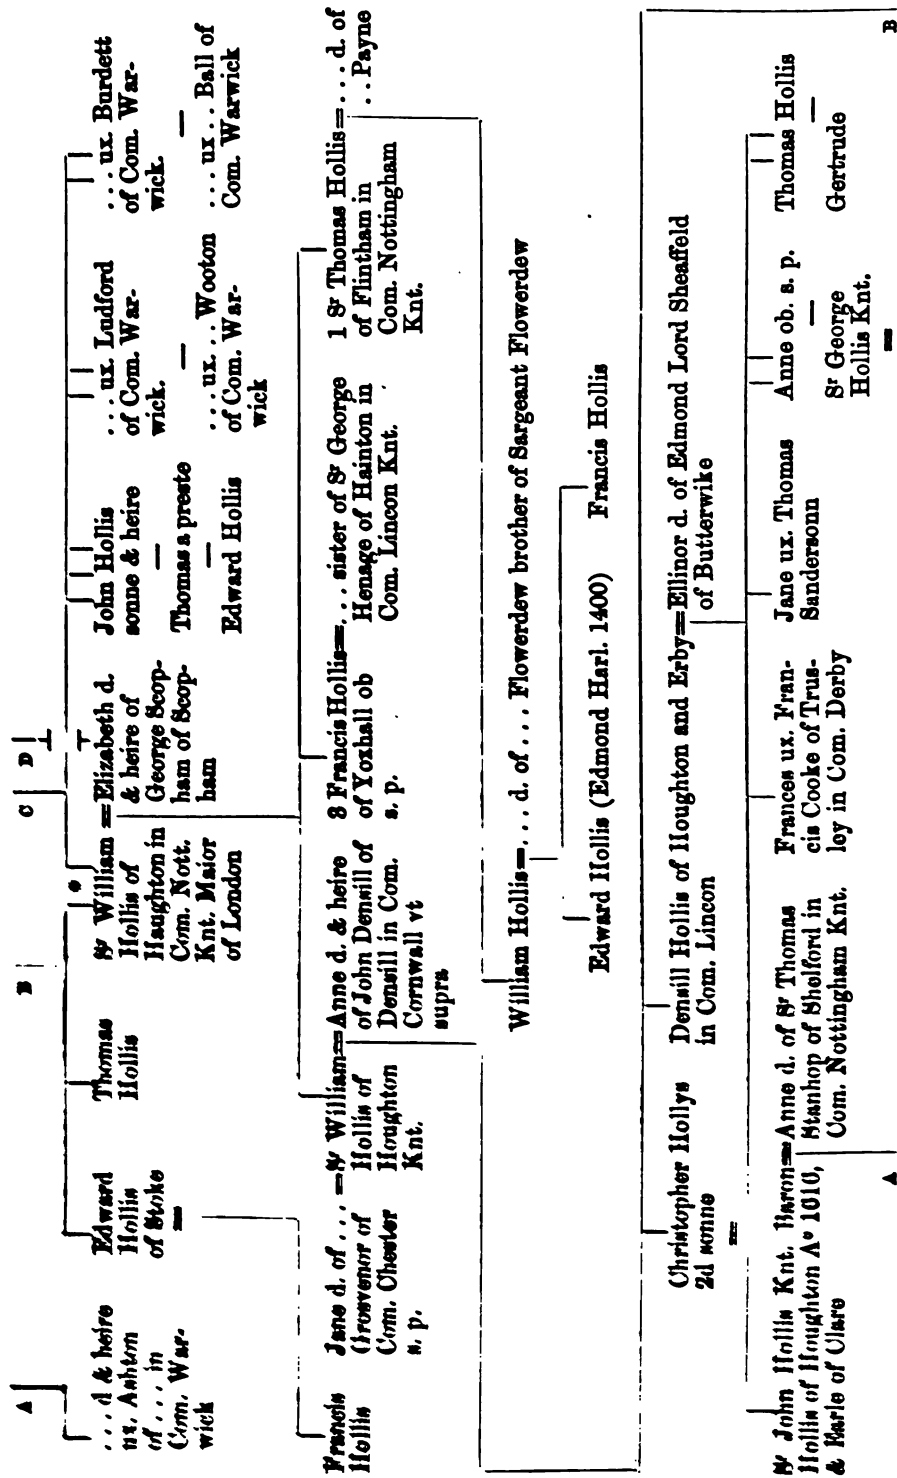 A
B
C
D
... d & heire
ux. Ashton
of .... in
Com. War-
wick
Edward
Hollis
of Stoke
=
Thomas
Hollis
*
Sr William = Elizabeth d.
Hollis of
Haughton in
Com. Nott.
Knt. Maior
of London
& heire of
George Scop-
ham of Scop-
ham
John Hollis
sonne & heire
—
Thomas a preste
—
Edward Hollis
... ux. Ludford
of Com. War-
wick.
—
... ux... Wooton
of Com. War-
wick
... ux. Burdett
of Com. War-
wick.
—
... ux... Ball of
Com. Warwick
Francis
Hollis
Jane d. of ... = Sr William = Anne d. & heire
Grosvenor of
Com. Chester
s. p.
Hollis of
Houghton
Knt.
of John Densill of
Densill in Com.
Cornwall vt
supra
3 Francis Hollis = ... sister of Sr George
of Yoxhall ob
s. p.
Henage of Hainton in
Com. Lincon Knt.
1 Sr Thomas Hollis = ... d. of
of Flintham in
Com. Nottingham
Knt.
... Payne
William Hollis = ... d. of ... Flowerdew brother of Sargeant Flowerdew
Edward Hollis (Edmond Harl. 1400)
Francis Hollis
Christopher Hollys
2d sonne
=
Densill Hollis of Houghton and Erby = Ellinor d. of Edmond Lord Sheaffeld
in Com. Lincon
of Butterwike
Sr John Hollis Knt. Baron = Anne d. of Sr Thomas
Hollis of Houghton Ao 1616,
& Earle of Clare
Stanhop of Shelford in
Com. Nottingham Knt.
Frances ux. Fran-
cis Cooke of Trus-
ley in Com. Derby
Jane ux. Thomas
Sandersonn
Anne ob. s. p.
—
Sr George
Hollis Knt.
=
Thomas Hollis
—
Gertrude
A
B